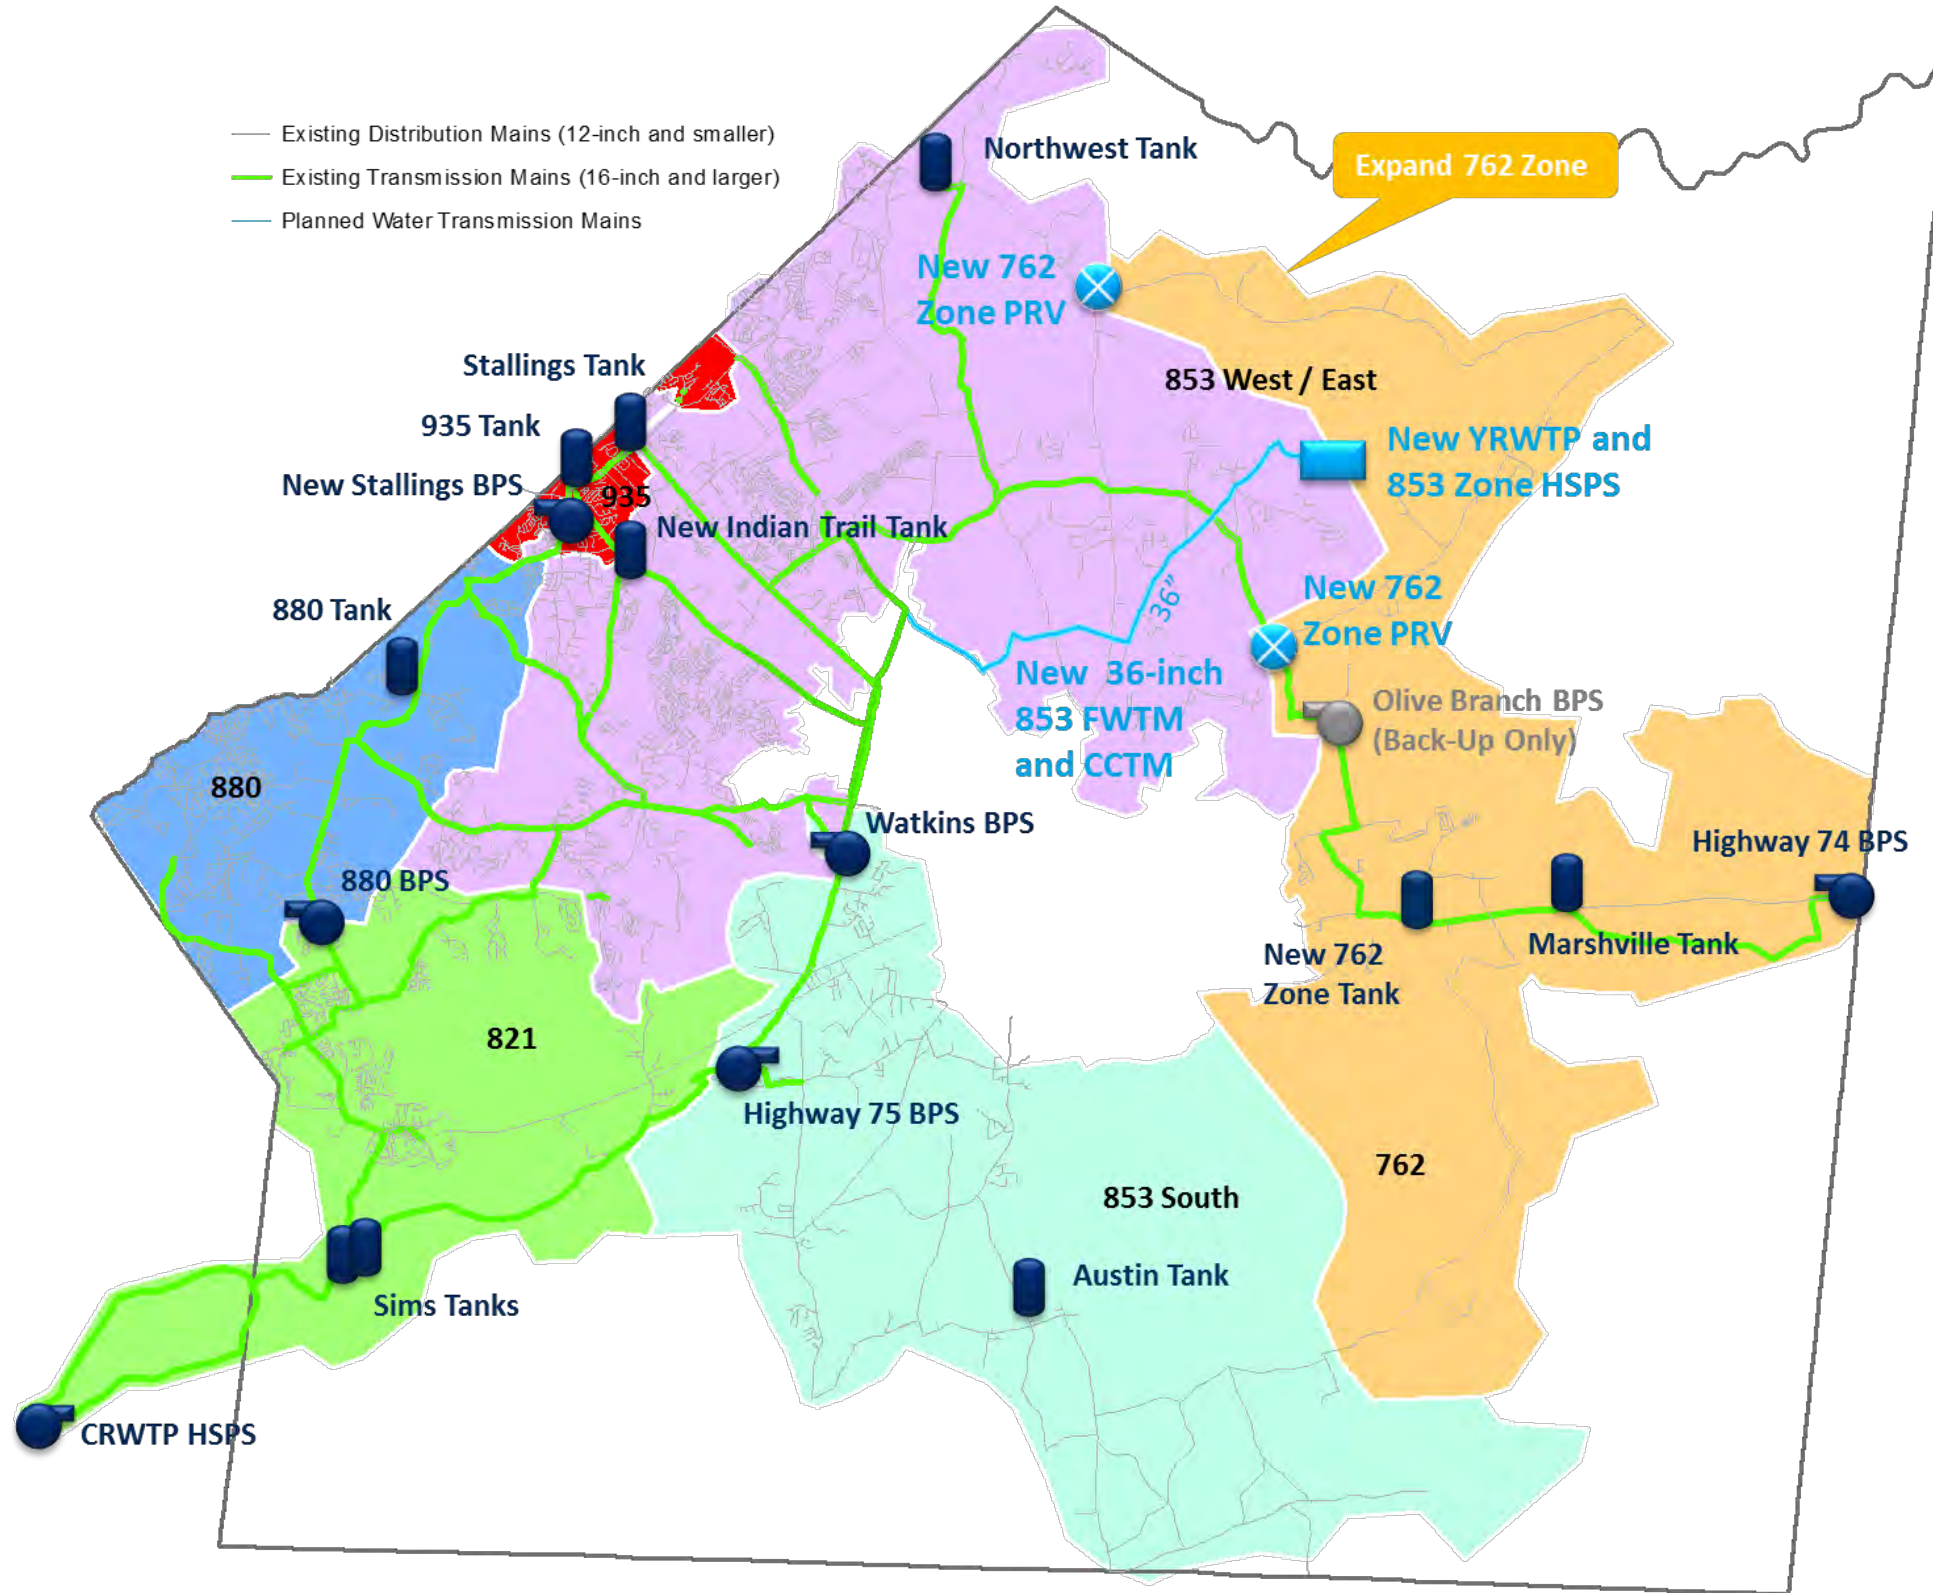 Existing Distribution Mains (12-inch and smaller)
Existing Transmission Mains (16-inch and larger)
Planned Water Transmission Mains
Northwest Tank
Expand 762 Zone
New 762
Zone PRV
Stallings Tank
853 West / East
935 Tank
New YRWTP and
853 Zone HSPS
New Stallings BPS
935
New Indian Trail Tank
36"
New 762
Zone PRV
880 Tank
New 36-inch
853 FWTM
and CCTM
Olive Branch BPS
(Back-Up Only)
880
Watkins BPS
Highway 74 BPS
880 BPS
New 762
Zone Tank
Marshville Tank
821
Highway 75 BPS
762
853 South
Austin Tank
Sims Tanks
CRWTP HSPS